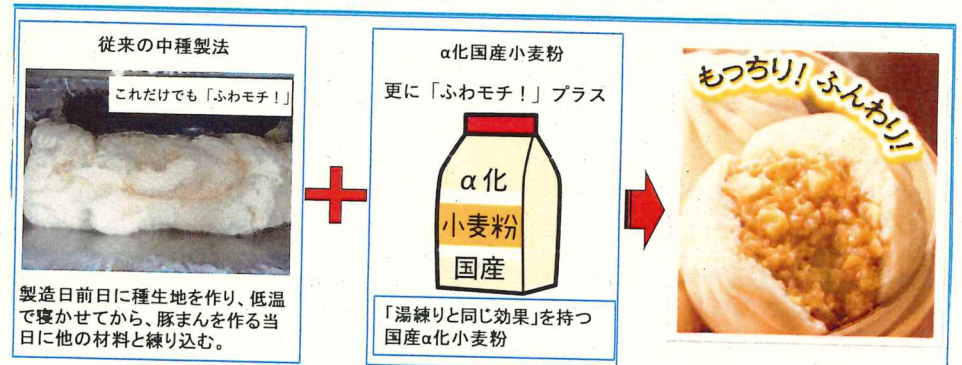 従来の中種製法
これだけでも「ふわモチ!」
製造日前日に種生地を作り、低温
で寝かせてから、豚まんを作る当
日に他の材料と練り込む。
α化国産小麦粉
更に「ふわモチ!」プラス
α化
小麦粉
国産
「湯練りと同じ効果」を持つ
国産α化小麦粉
もっちり! ふんわり!